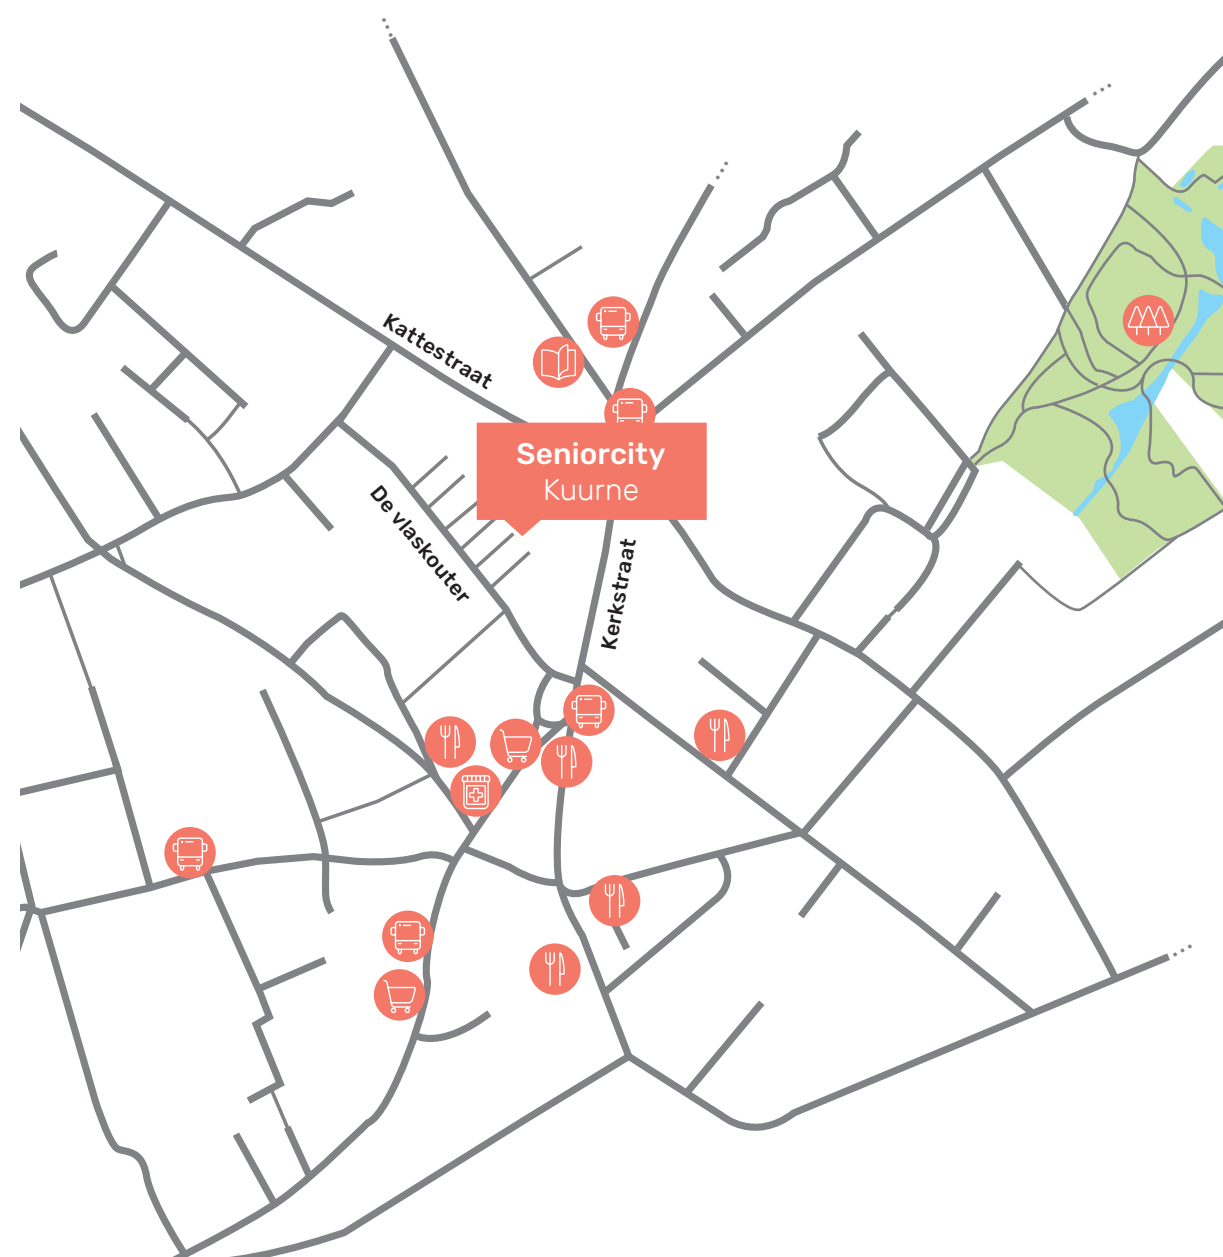 Kattestraat
Seniorcity
Kuurne
De vlaskouter
Kerkstraat